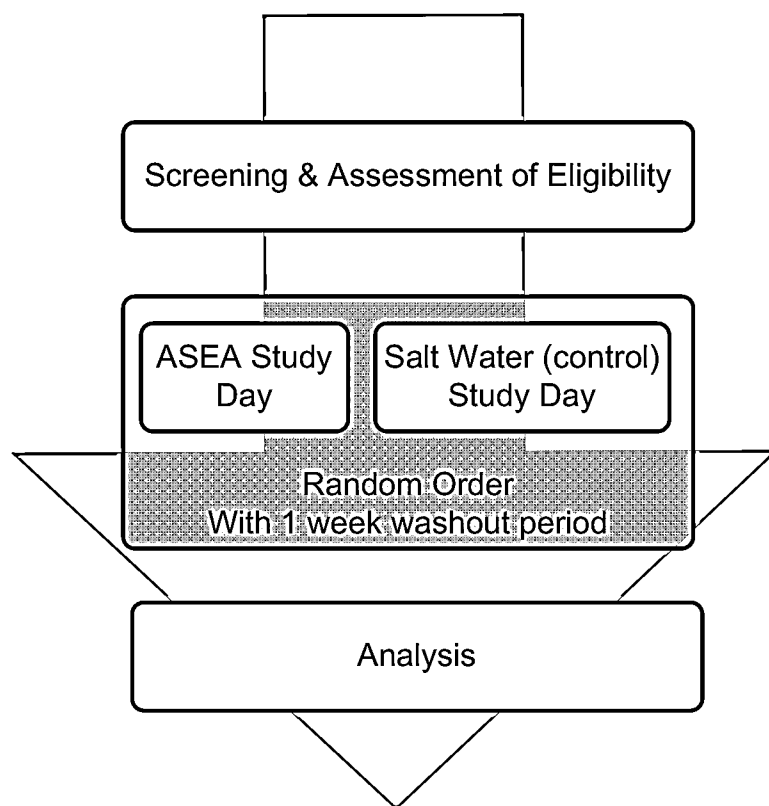 Screening & Assessment of Eligibility
ASEA Study
Day
Salt Water (control)
Study Day
Random Order
With 1 week washout period
Analysis